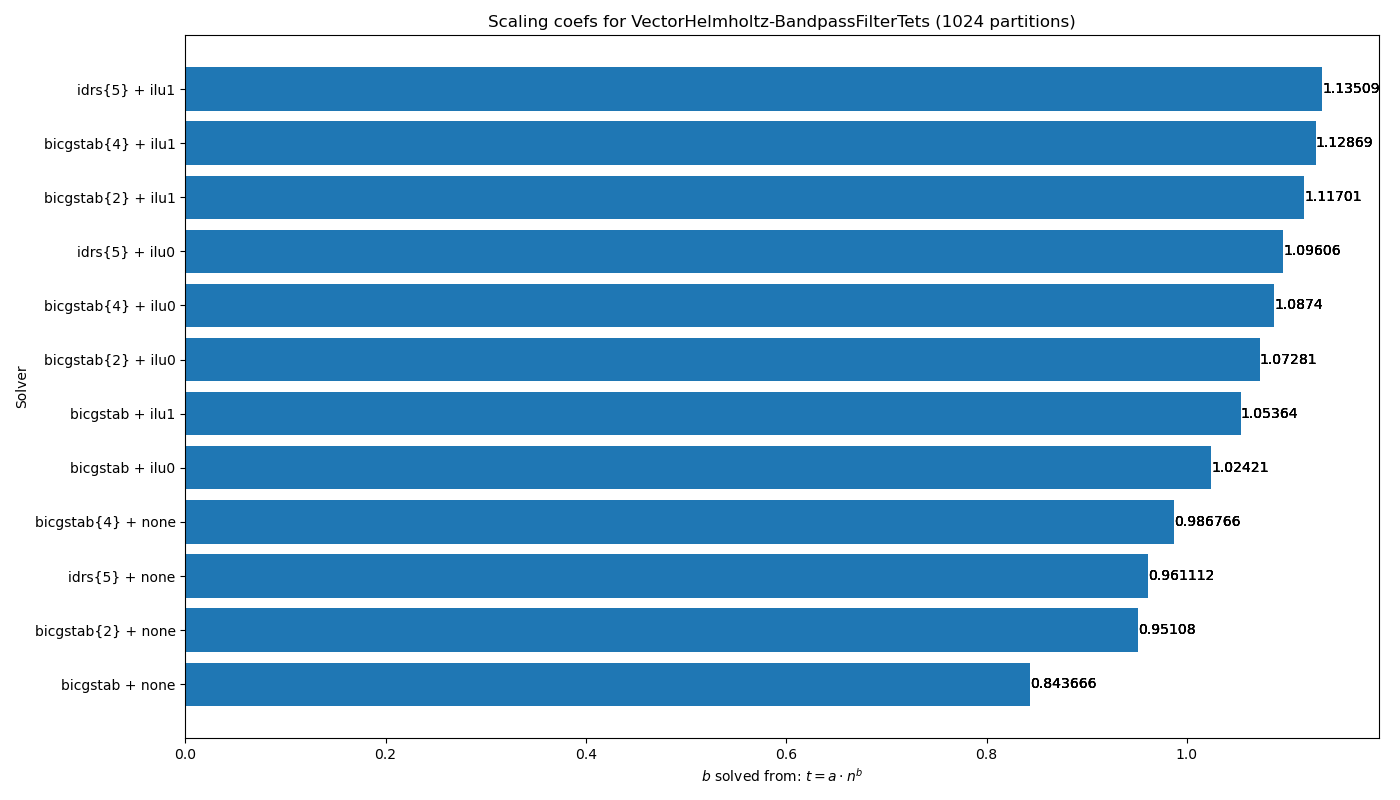 Scaling coefs for VectorHelmholtz-BandpassFilterTets (1024 partitions)
Solver
idrs{5} + ilu1
1.13509
bicgstab{4} + ilu1
1.12869
bicgstab{2} + ilu1
1.11701
idrs{5} + ilu0
1.09606
bicgstab{4} + ilu0
1.0874
bicgstab{2} + ilu0
1.07281
bicgstab + ilu1
1.05364
bicgstab + ilu0
1.02421
bicgstab{4} + none
0.986766
idrs{5} + none
0.961112
bicgstab{2} + none
0.95108
bicgstab + none
0.843666
0.0 0.2 0.4 0.6 0.8 1.0
b solved from: t = a · n^b